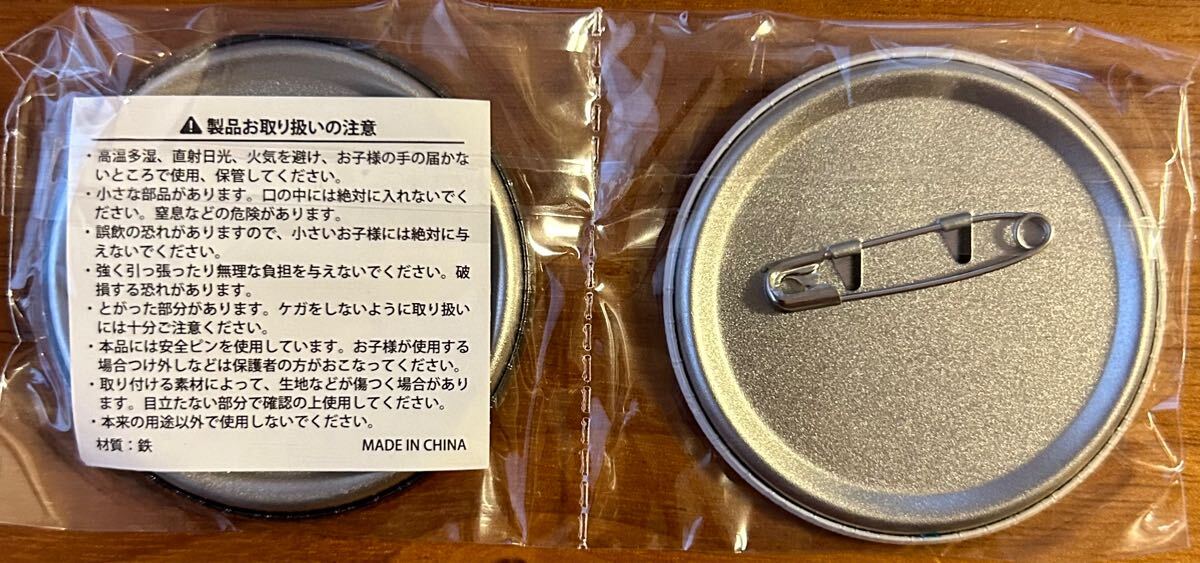 ⚠ 製品お取り扱いの注意
・高温多湿、直射日光、火気を避け、お子様の手の届かな
いところで使用、保管してください。
・小さな部品があります。口の中には絶対に入れないでく
ださい。窒息などの危険があります。
・誤飲の恐れがありますので、小さいお子様には絶対に与
えないでください。
・強く引っ張ったり無理な負担を与えないでください。破
損する恐れがあります。
・とがった部分があります。ケガをしないように取り扱い
には十分ご注意ください。
・本品には安全ピンを使用しています。お子様が使用する
場合つけ外しなどは保護者の方がおこなってください。
・取り付ける素材によって、生地などが傷つく場合があり
ます。目立たない部分で確認の上使用してください。
・本来の用途以外で使用しないでください。
材質：鉄 MADE IN CHINA